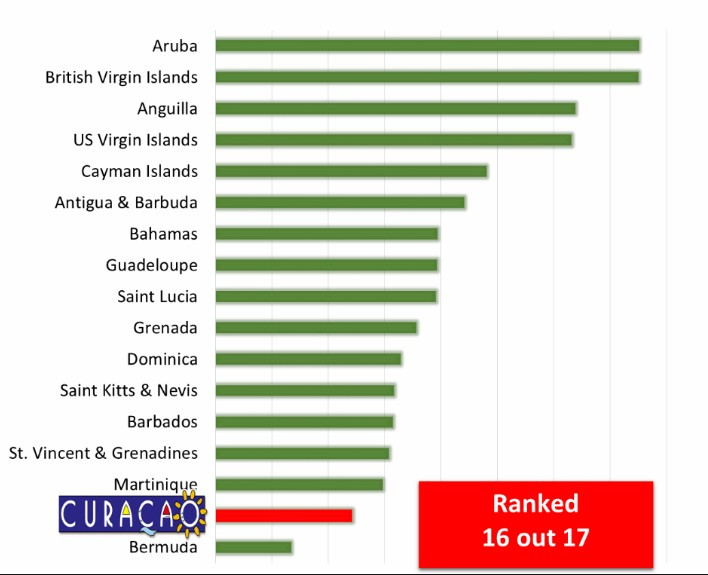 Aruba
British Virgin Islands
Anguilla
US Virgin Islands
Cayman Islands
Antigua & Barbuda
Bahamas
Guadeloupe
Saint Lucia
Grenada
Dominica
Saint Kitts & Nevis
Barbados
St. Vincent & Grenadines
Martinique
CURAÇAO
Bermuda
Ranked
16 out 17